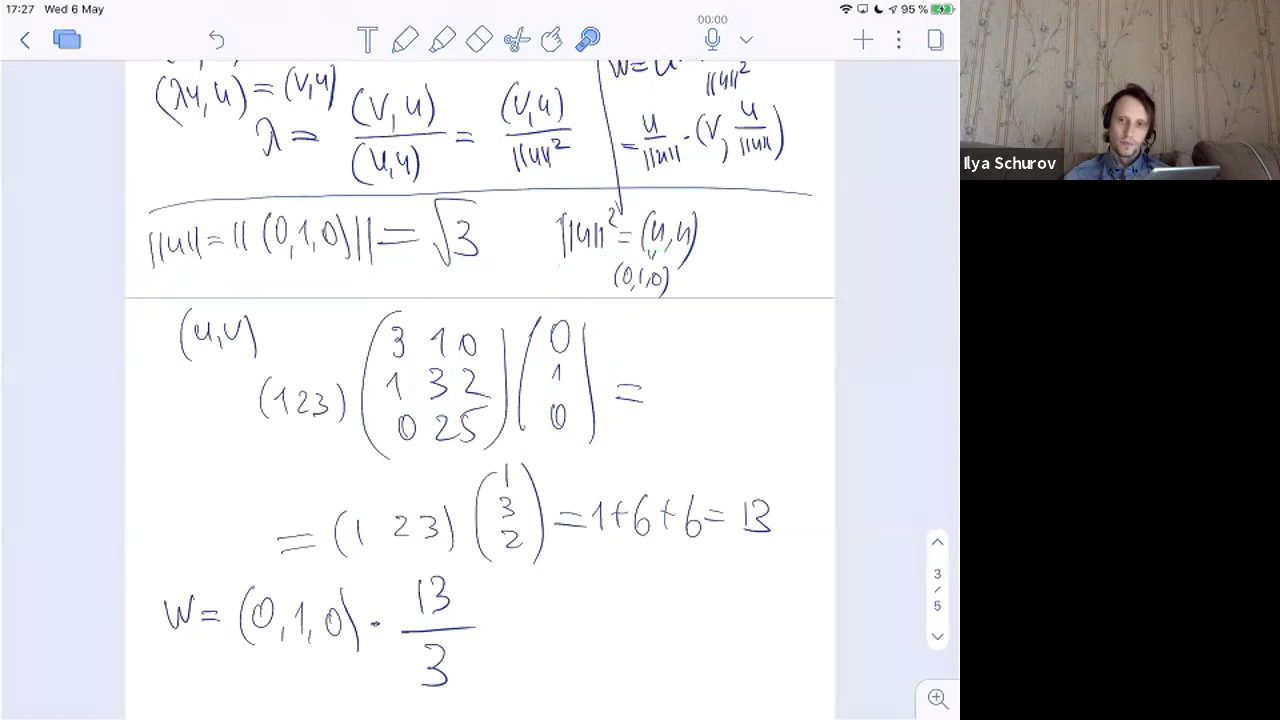 17:27 Wed 6 May
00:00
95 %
(λu, u) = (v,u)
λ = (v,u) / (u,u) = (v,u) / ||u||²
||u||²
= u / ||u|| · (v, u / ||u||)
||u|| = || (0,1,0) || = √3
||u||² = (u,u)
(0,1,0)
(u,v)
(1 2 3) (3 1 0
1 3 2
0 2 5) (0
1
0) =
= (1 2 3) (1
3
2) = 1+6+6 = 13
w = (0,1,0) · 13 / 3
3
/
5
Ilya Schurov